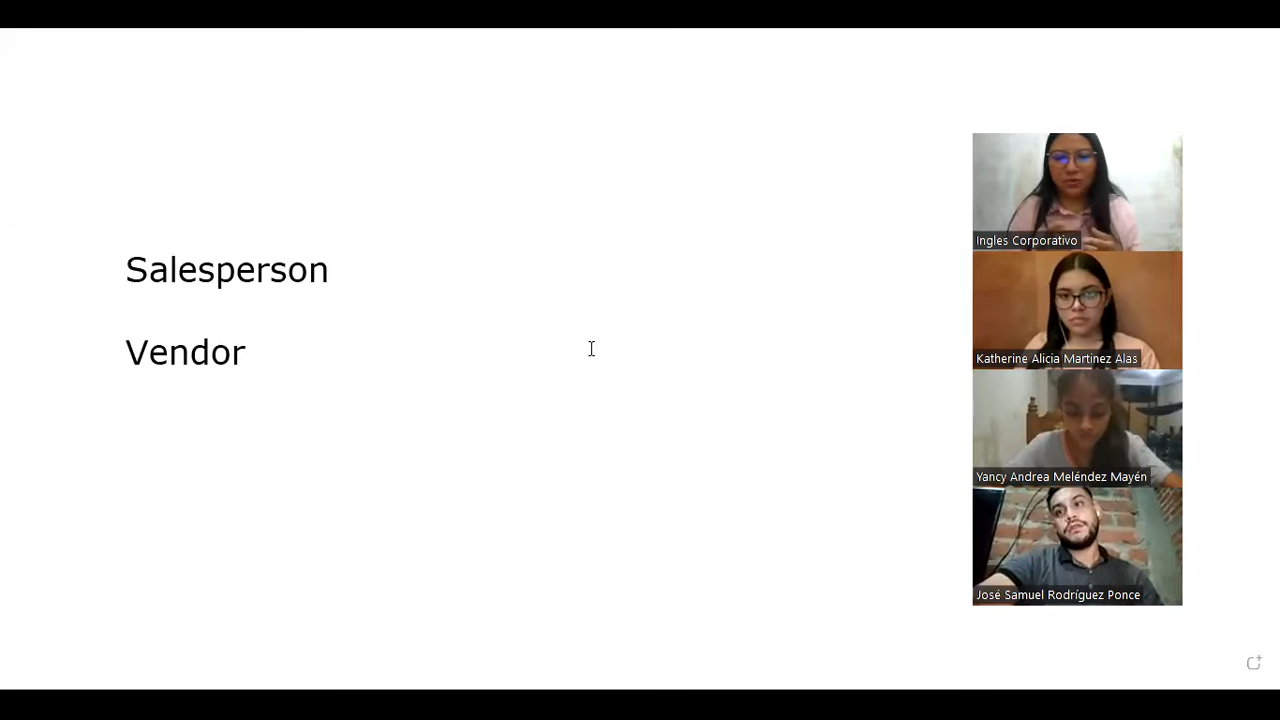 Salesperson
Vendor
Ingles Corporativo
Katherine Alicia Martinez Alas
Yancy Andrea Meléndez Mayén
José Samuel Rodríguez Ponce